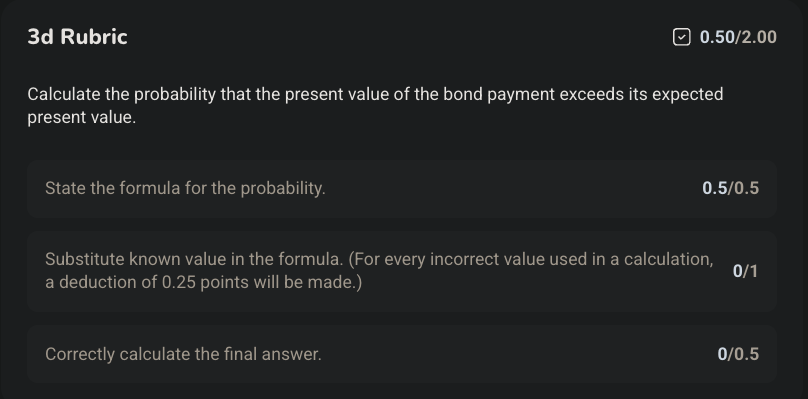 3d Rubric
0.50/2.00
Calculate the probability that the present value of the bond payment exceeds its expected
present value.
State the formula for the probability.
0.5/0.5
Substitute known value in the formula. (For every incorrect value used in a calculation,
a deduction of 0.25 points will be made.)
0/1
Correctly calculate the final answer.
0/0.5